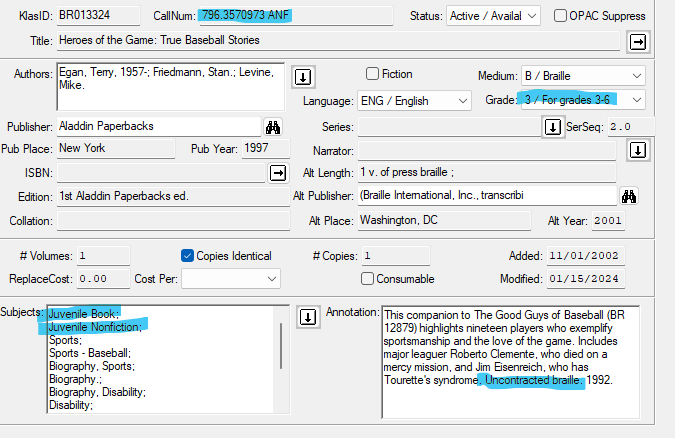 KlasID: BR013324 CallNum: 796.3570973 ANF Status: Active / Availal OPAC Suppress
Title: Heroes of the Game: True Baseball Stories
Authors: Egan, Terry, 1957-; Friedmann, Stan.; Levine,
Mike.
Fiction Medium: B / Braille
Language: ENG / English Grade: 3 / For grades 3-6
Publisher: Aladdin Paperbacks Series: SerSeq: 2.0
Pub Place: New York Pub Year: 1997 Narrator:
ISBN: Alt Length: 1 v. of press braille ;
Edition: 1st Aladdin Paperbacks ed. Alt Publisher: (Braille International, Inc., transcribi
Collation: Alt Place: Washington, DC Alt Year: 2001
# Volumes: 1 Copies Identical # Copies: 1 Added: 11/01/2002
ReplaceCost: 0.00 Cost Per: Consumable Modified: 01/15/2024
Subjects: Juvenile Book;
Juvenile Nonfiction;
Sports;
Sports - Baseball;
Biography, Sports;
Biography.;
Biography, Disability;
Disability;
Annotation: This companion to The Good Guys of Baseball (BR
12879) highlights nineteen players who exemplify
sportsmanship and the love of the game. Includes
major leaguer Roberto Clemente, who died on a
mercy mission, and Jim Eisenreich, who has
Tourette's syndrome. Uncontracted braille. 1992.